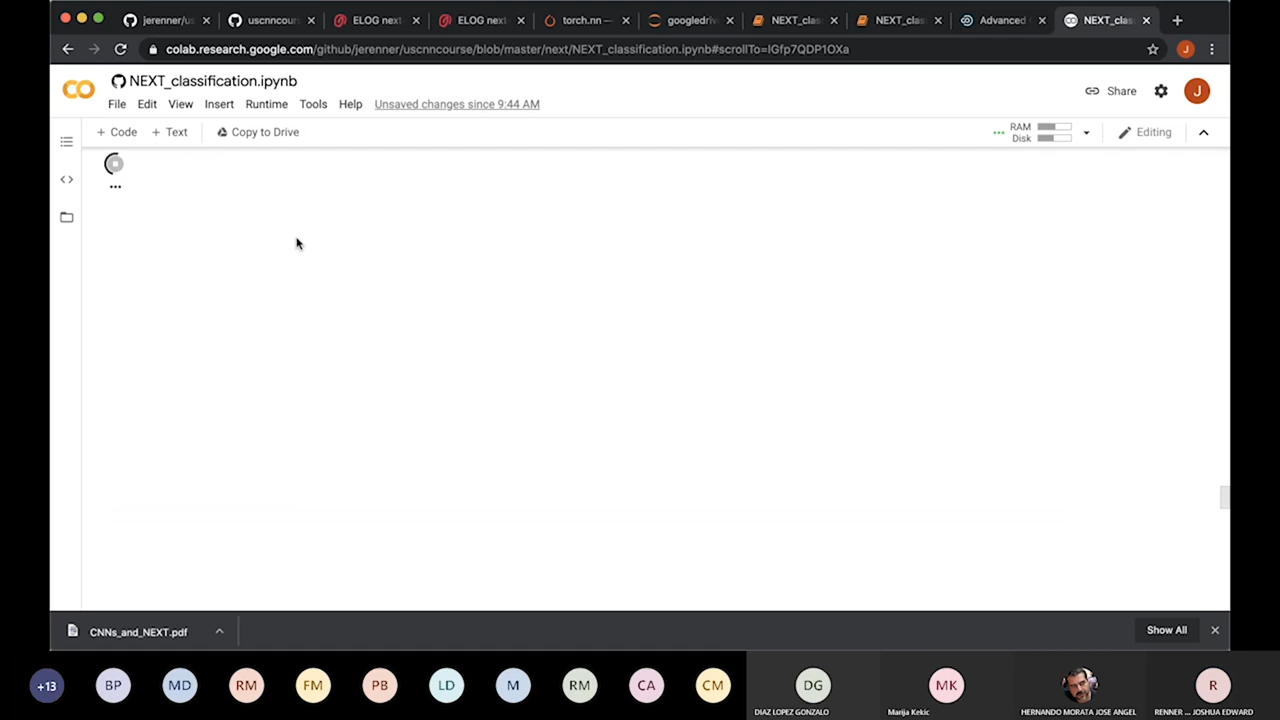 jerenner/us
uscnncours
ELOG next
ELOG next
torch.nn —
googledriv
NEXT_clas
NEXT_clas
Advanced
NEXT_clas
colab.research.google.com/github/jerenner/uscnncourse/blob/master/next/NEXT_classification.ipynb#scrollTo=IGfp7QDP1OXa
J
CO
NEXT_classification.ipynb
File Edit View Insert Runtime Tools Help Unsaved changes since 9:44 AM
Share
J
+ Code + Text Copy to Drive
RAM
Disk
Editing
CNNs_and_NEXT.pdf
Show All
+13 BP MD RM FM PB LD M RM CA CM DG MK R
DIAZ LOPEZ GONZALO
Marija Kekic
HERNANDO MORATA JOSE ANGEL
RENNER ... JOSHUA EDWARD